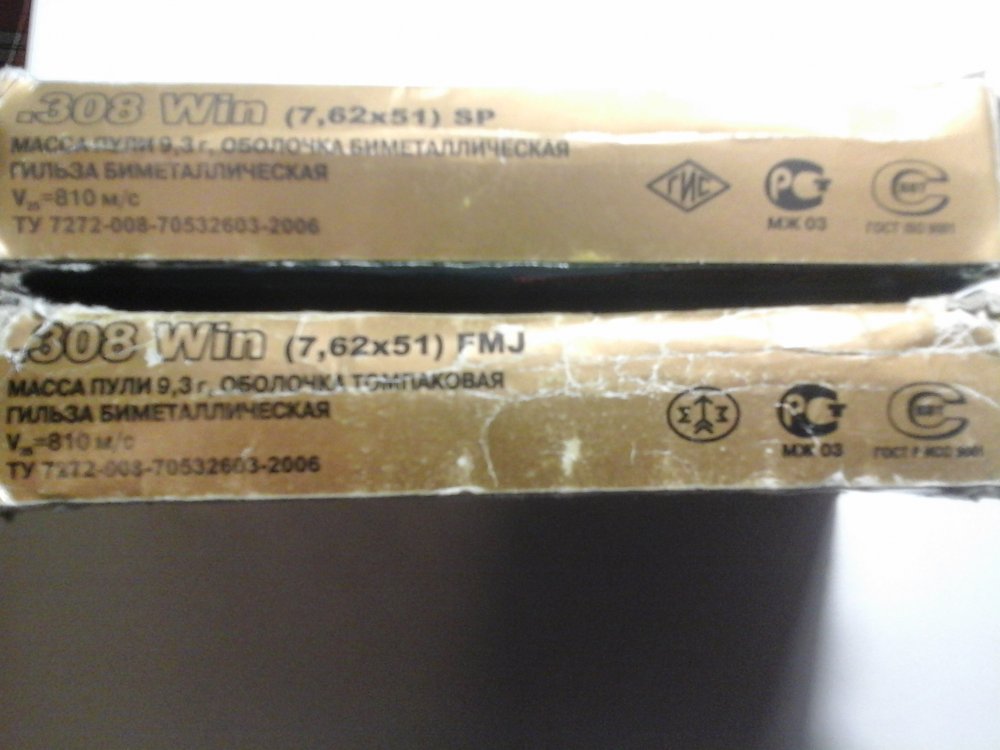 .308 Win (7,62x51) SP
МАССА ПУЛИ 9,3 г, ОБОЛОЧКА БИМЕТАЛЛИЧЕСКАЯ
ГИЛЬЗА БИМЕТАЛЛИЧЕСКАЯ
V₂₅=810 м/с
ТУ 7272-008-70532603-2006
ГИС
РСТ
МЖ 03
ГОСТ ISO 9001
.308 Win (7,62x51) FMJ
МАССА ПУЛИ 9,3 г, ОБОЛОЧКА ТОМПАКОВАЯ
ГИЛЬЗА БИМЕТАЛЛИЧЕСКАЯ
V₂₅=810 м/с
ТУ 7272-008-70532603-2006
РСТ
МЖ 03
ГОСТ Р ИСО 9001